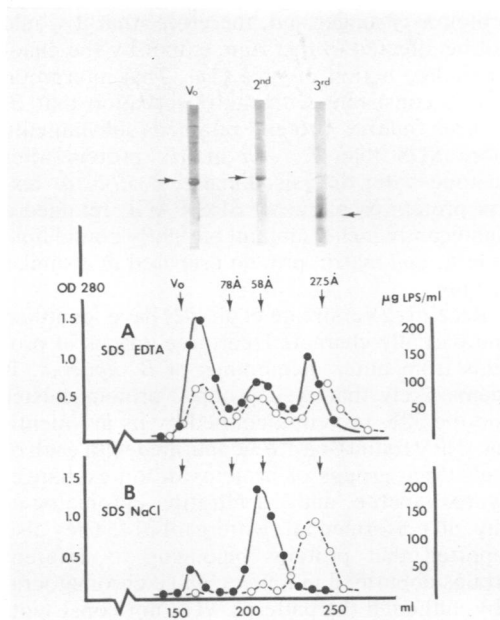 Vo 2nd 3rd
Vo 78Å 58Å 27.5Å
OD 280 μg LPS/ml
1.5 A 200
SDS EDTA 150
1.0 100
0.5 50
1.5 B 200
SDS NaCl 150
1.0 100
0.5 50
150 200 250 ml